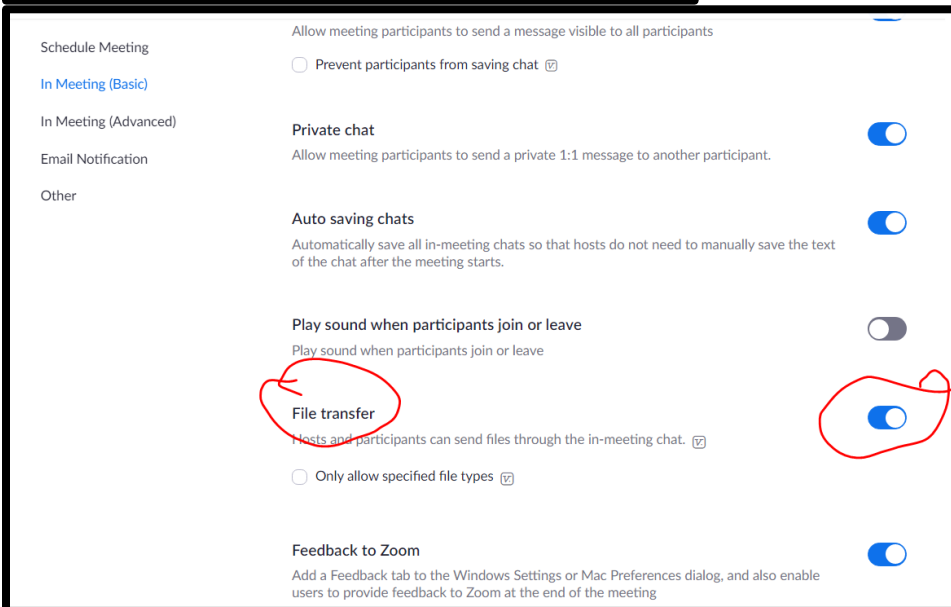 Allow meeting participants to send a message visible to all participants
Schedule Meeting
Prevent participants from saving chat
In Meeting (Basic)
In Meeting (Advanced)
Private chat
Allow meeting participants to send a private 1:1 message to another participant.
Email Notification
Other
Auto saving chats
Automatically save all in-meeting chats so that hosts do not need to manually save the text
of the chat after the meeting starts.
Play sound when participants join or leave
Play sound when participants join or leave
File transfer
Hosts and participants can send files through the in-meeting chat.
Only allow specified file types
Feedback to Zoom
Add a Feedback tab to the Windows Settings or Mac Preferences dialog, and also enable
users to provide feedback to Zoom at the end of the meeting